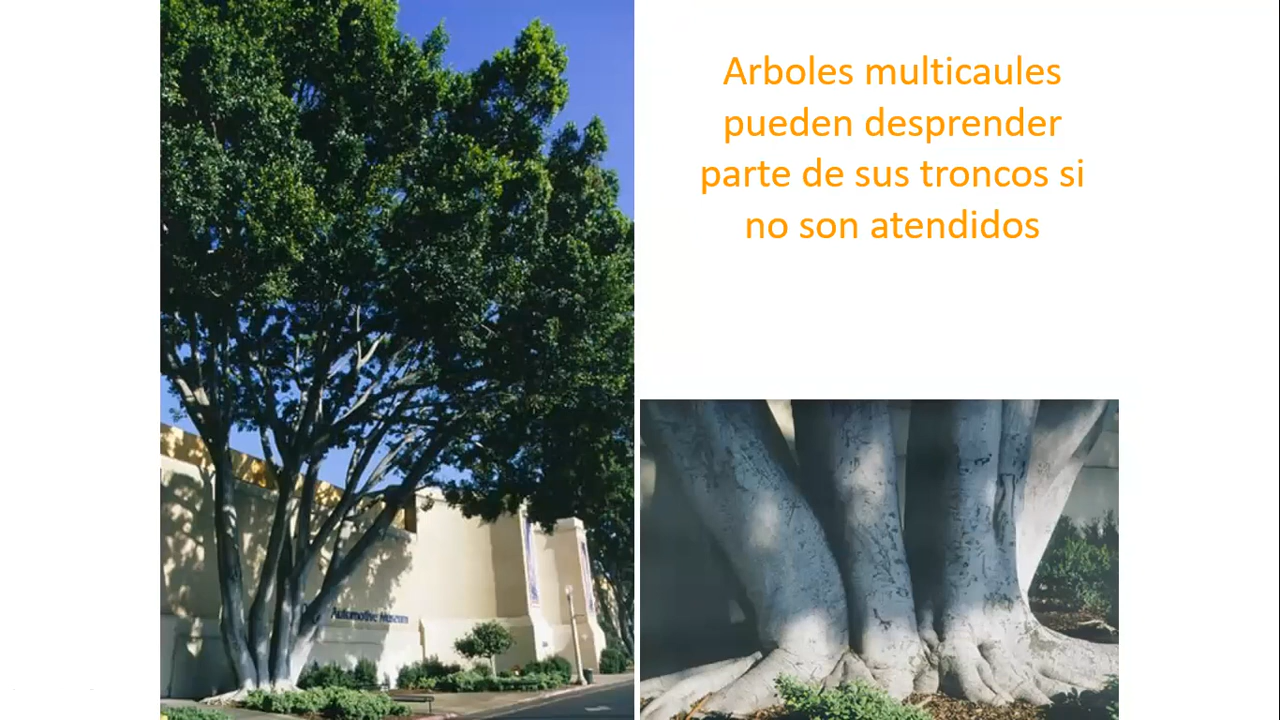 Arboles multicaules
pueden desprender
parte de sus troncos si
no son atendidos
Automotive Museum